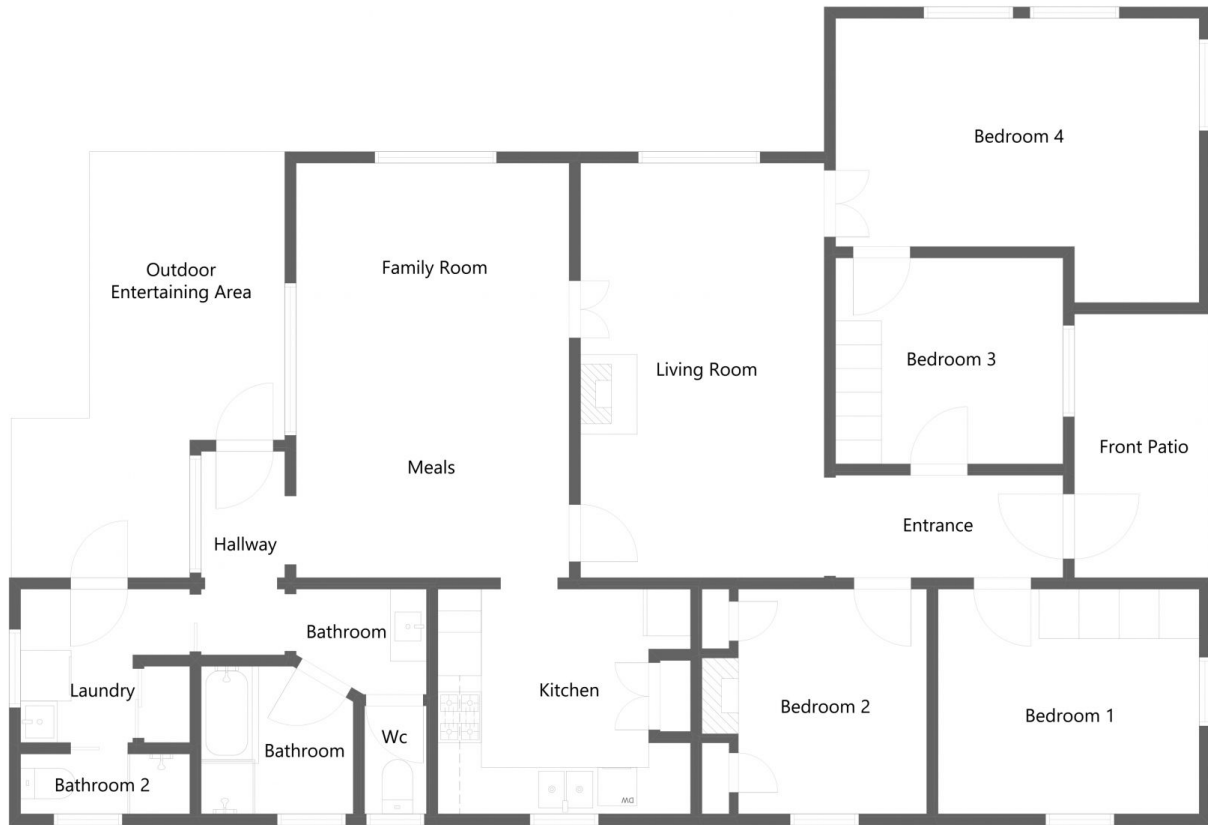 Bedroom 4
Outdoor
Entertaining Area
Family Room
Bedroom 3
Living Room
Front Patio
Meals
Entrance
Hallway
Bathroom
Laundry
Kitchen
Bedroom 2
Bedroom 1
Wc
Bathroom
Bathroom 2
DW